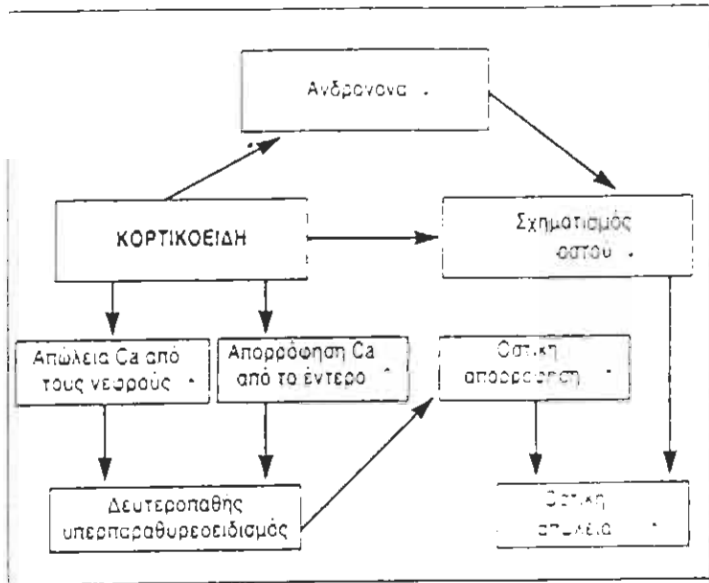 Ανδρογόνα
ΚΟΡΤΙΚΟΕΙΔΗ
Σχηματισμός
οστού
Απώλεια Ca από
τους νεφρούς
Απορρόφηση Ca
από το έντερο
Οστική
απορρόφηση
Δευτεροπαθής
υπερπαραθυρεοειδισμός
Οστική
απώλεια